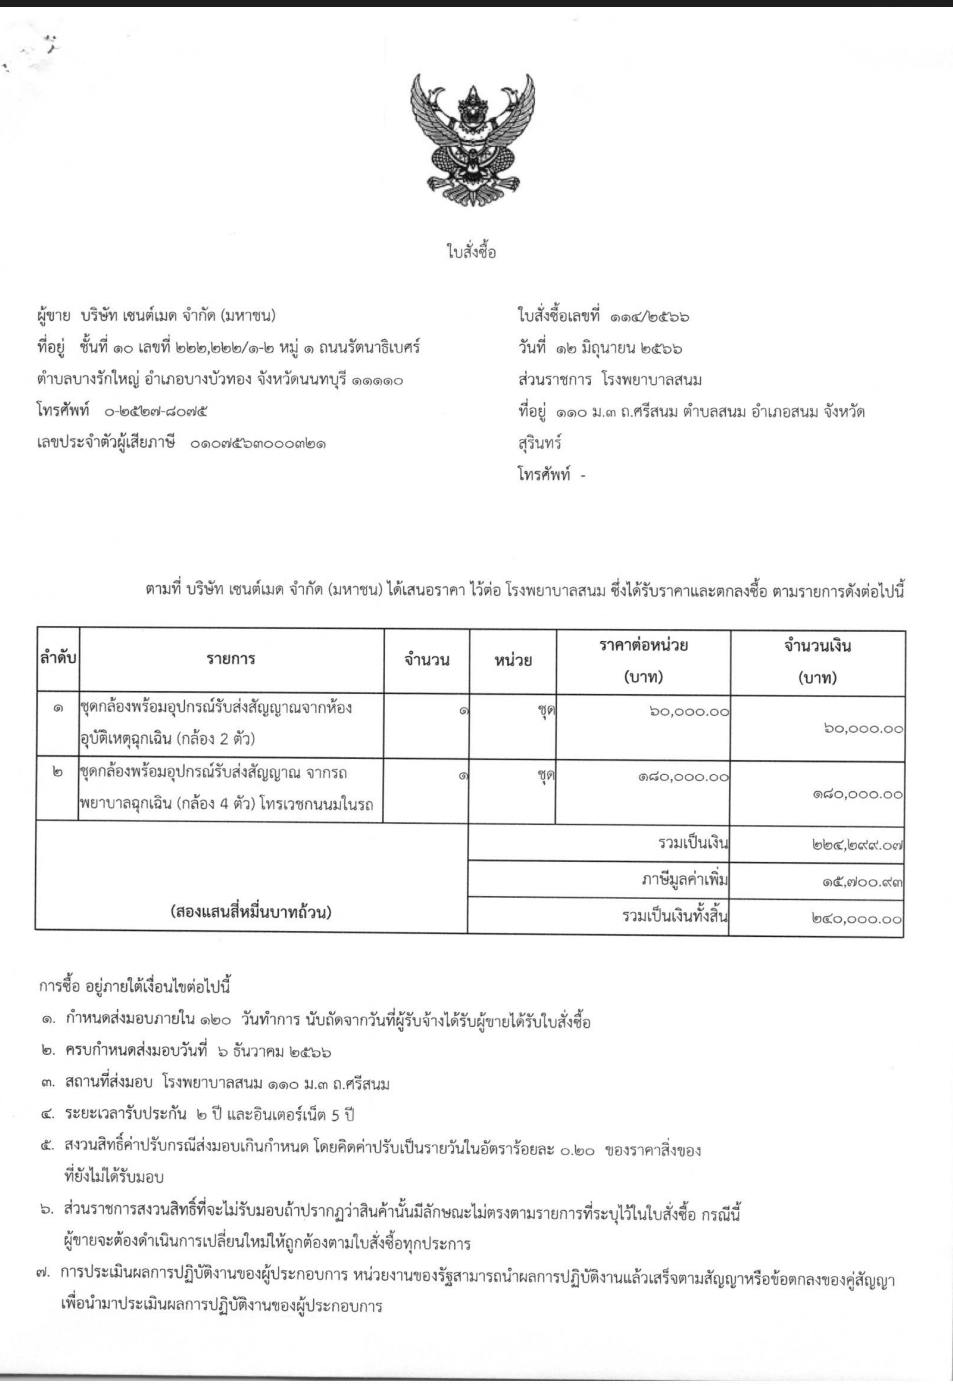 ใบสั่งซื้อ
ผู้ขาย บริษัท เซนต์เมด จำกัด (มหาชน)
ที่อยู่ ชั้นที่ ๑๐ เลขที่ ๒๒๒,๒๒๒/๑-๒ หมู่ ๑ ถนนรัตนาธิเบศร์
ตำบลบางรักใหญ่ อำเภอบางบัวทอง จังหวัดนนทบุรี ๑๑๑๑๐
โทรศัพท์ ๐-๒๕๒๗-๘๐๗๕
เลขประจำตัวผู้เสียภาษี ๐๑๐๗๕๖๓๐๐๐๓๒๑
ใบสั่งซื้อเลขที่ ๑๑๔/๒๕๖๖
วันที่ ๑๒ มิถุนายน ๒๕๖๖
ส่วนราชการ โรงพยาบาลสนม
ที่อยู่ ๑๑๐ ม.๓ ถ.ศรีสนม ตำบลสนม อำเภอสนม จังหวัด
สุรินทร์
โทรศัพท์ -
ตามที่ บริษัท เซนต์เมด จำกัด (มหาชน) ได้เสนอราคา ไว้ต่อ โรงพยาบาลสนม ซึ่งได้รับราคาและตกลงซื้อ ตามรายการดังต่อไปนี้
ลำดับ รายการ จำนวน หน่วย ราคาต่อหน่วย (บาท) จำนวนเงิน (บาท)
๑ ชุดกล้องพร้อมอุปกรณ์รับส่งสัญญาณจากห้อง ๑ ชุด ๖๐,๐๐๐.๐๐ ๖๐,๐๐๐.๐๐
อุบัติเหตุฉุกเฉิน (กล้อง 2 ตัว)
๒ ชุดกล้องพร้อมอุปกรณ์รับส่งสัญญาณ จากรถ ๑ ชุด ๑๘๐,๐๐๐.๐๐ ๑๘๐,๐๐๐.๐๐
พยาบาลฉุกเฉิน (กล้อง 4 ตัว) โทรเวชกนนมในรถ
รวมเป็นเงิน ๒๒๔,๒๙๙.๐๗
ภาษีมูลค่าเพิ่ม ๑๕,๗๐๐.๙๓
(สองแสนสี่หมื่นบาทถ้วน) รวมเป็นเงินทั้งสิ้น ๒๔๐,๐๐๐.๐๐
การซื้อ อยู่ภายใต้เงื่อนไขต่อไปนี้
๑. กำหนดส่งมอบภายใน ๑๒๐ วันทำการ นับถัดจากวันที่ผู้รับจ้างได้รับผู้ขายได้รับใบสั่งซื้อ
๒. ครบกำหนดส่งมอบวันที่ ๖ ธันวาคม ๒๕๖๖
๓. สถานที่ส่งมอบ โรงพยาบาลสนม ๑๑๐ ม.๓ ถ.ศรีสนม
๔. ระยะเวลารับประกัน ๒ ปี และอินเตอร์เน็ต 5 ปี
๕. สงวนสิทธิ์ค่าปรับกรณีส่งมอบเกินกำหนด โดยคิดค่าปรับเป็นรายวันในอัตราร้อยละ ๐.๒๐ ของราคาสิ่งของ
ที่ยังไม่ได้รับมอบ
๖. ส่วนราชการสงวนสิทธิ์ที่จะไม่รับมอบถ้าปรากฏว่าสินค้านั้นมีลักษณะไม่ตรงตามรายการที่ระบุไว้ในใบสั่งซื้อ กรณีนี้
ผู้ขายจะต้องดำเนินการเปลี่ยนใหม่ให้ถูกต้องตามใบสั่งซื้อทุกประการ
๗. การประเมินผลการปฏิบัติงานของผู้ประกอบการ หน่วยงานของรัฐสามารถนำผลการปฏิบัติงานแล้วเสร็จตามสัญญาหรือข้อตกลงของคู่สัญญา
เพื่อนำมาประเมินผลการปฏิบัติงานของผู้ประกอบการ